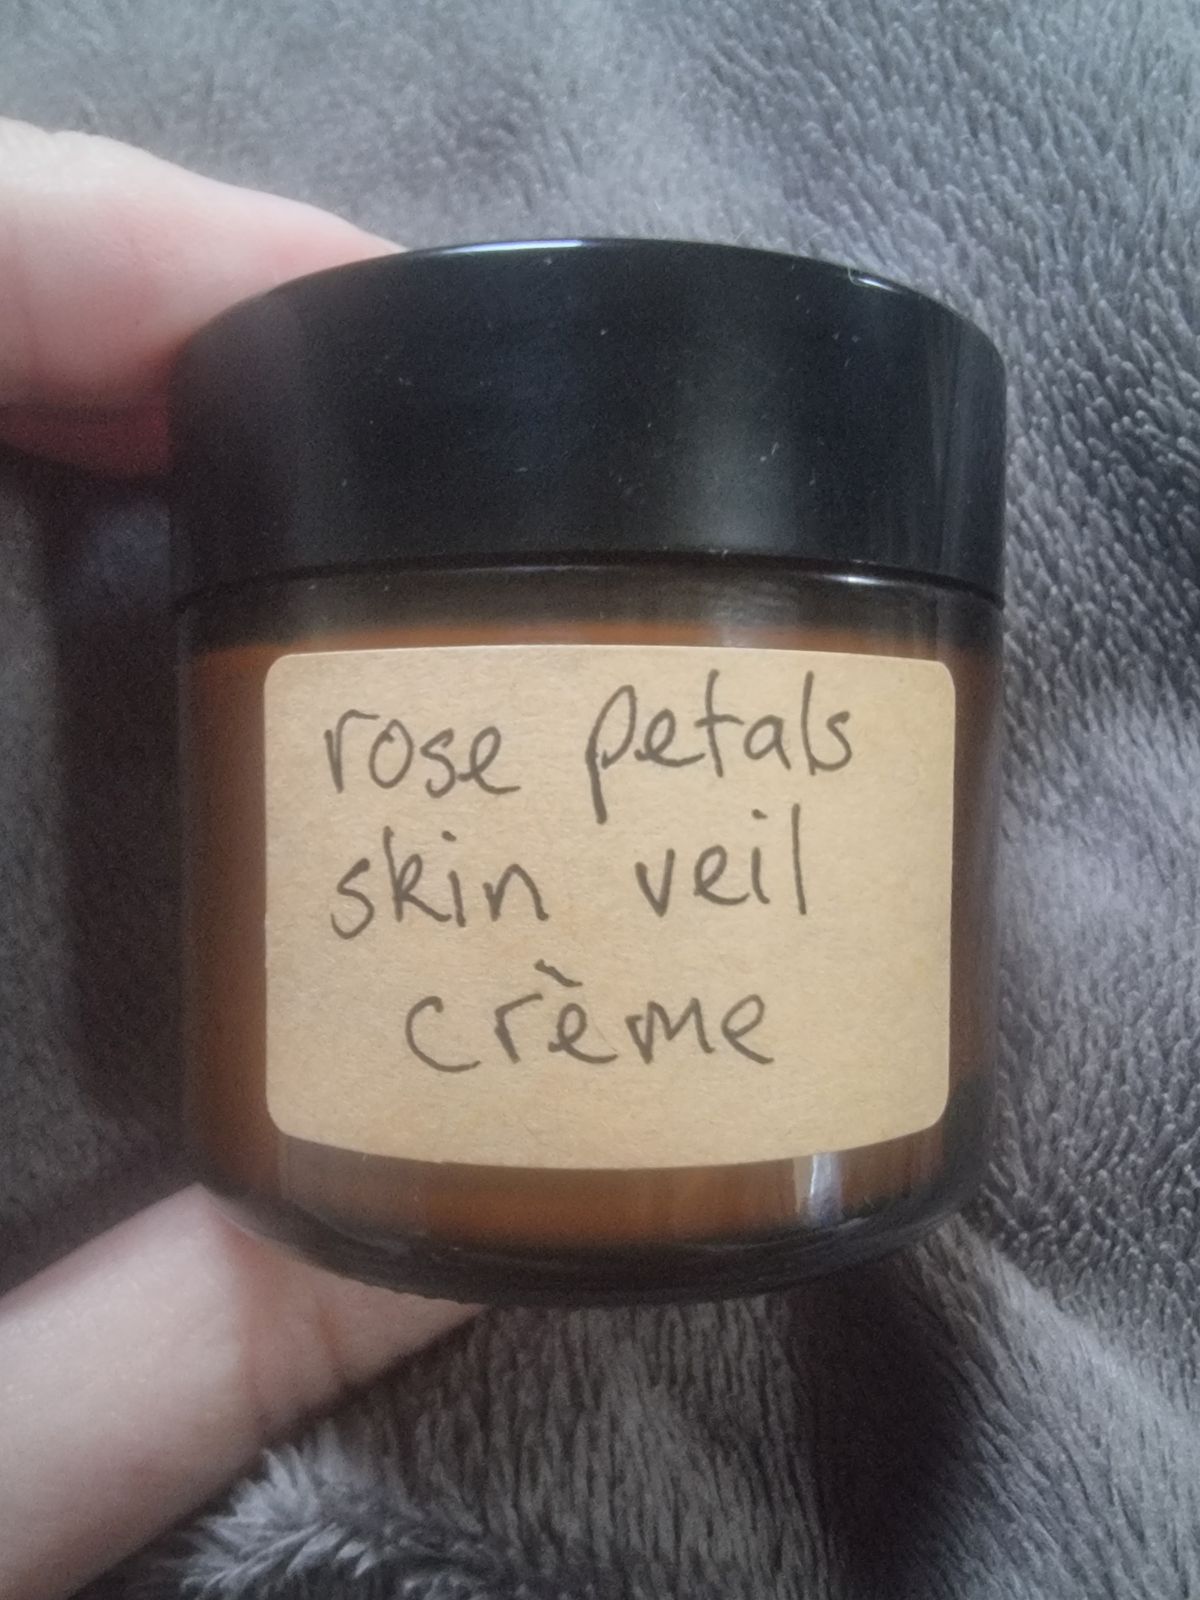 rose petals
skin veil
crème